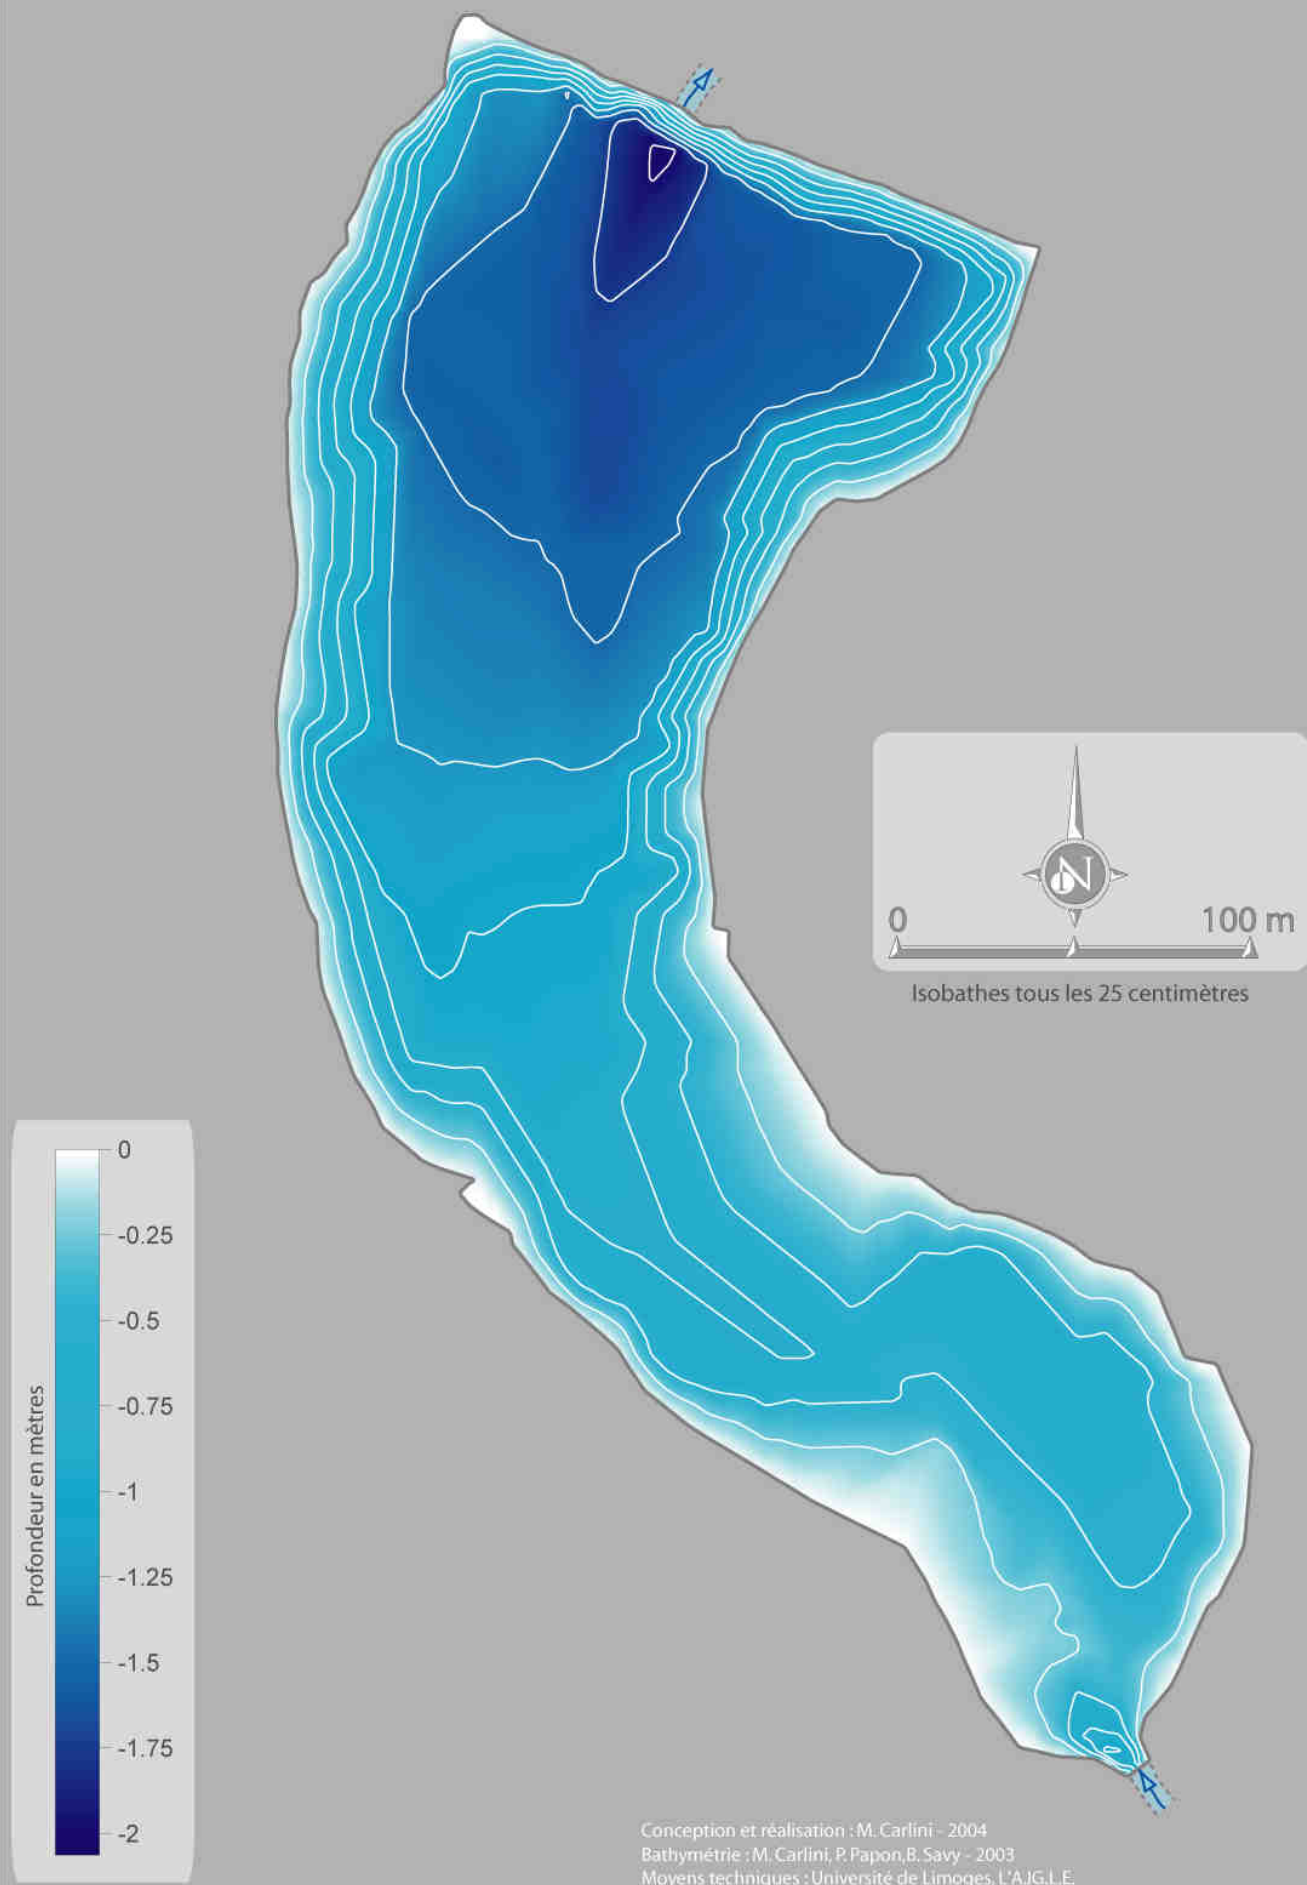 N
0 100 m
Isobathes tous les 25 centimètres
Profondeur en mètres
0
-0.25
-0.5
-0.75
-1
-1.25
-1.5
-1.75
-2
Conception et réalisation : M. Carlini - 2004
Bathymétrie : M. Carlini, P. Papon,B. Savy - 2003
Moyens techniques : Université de Limoges, L'A.JG.L.E.